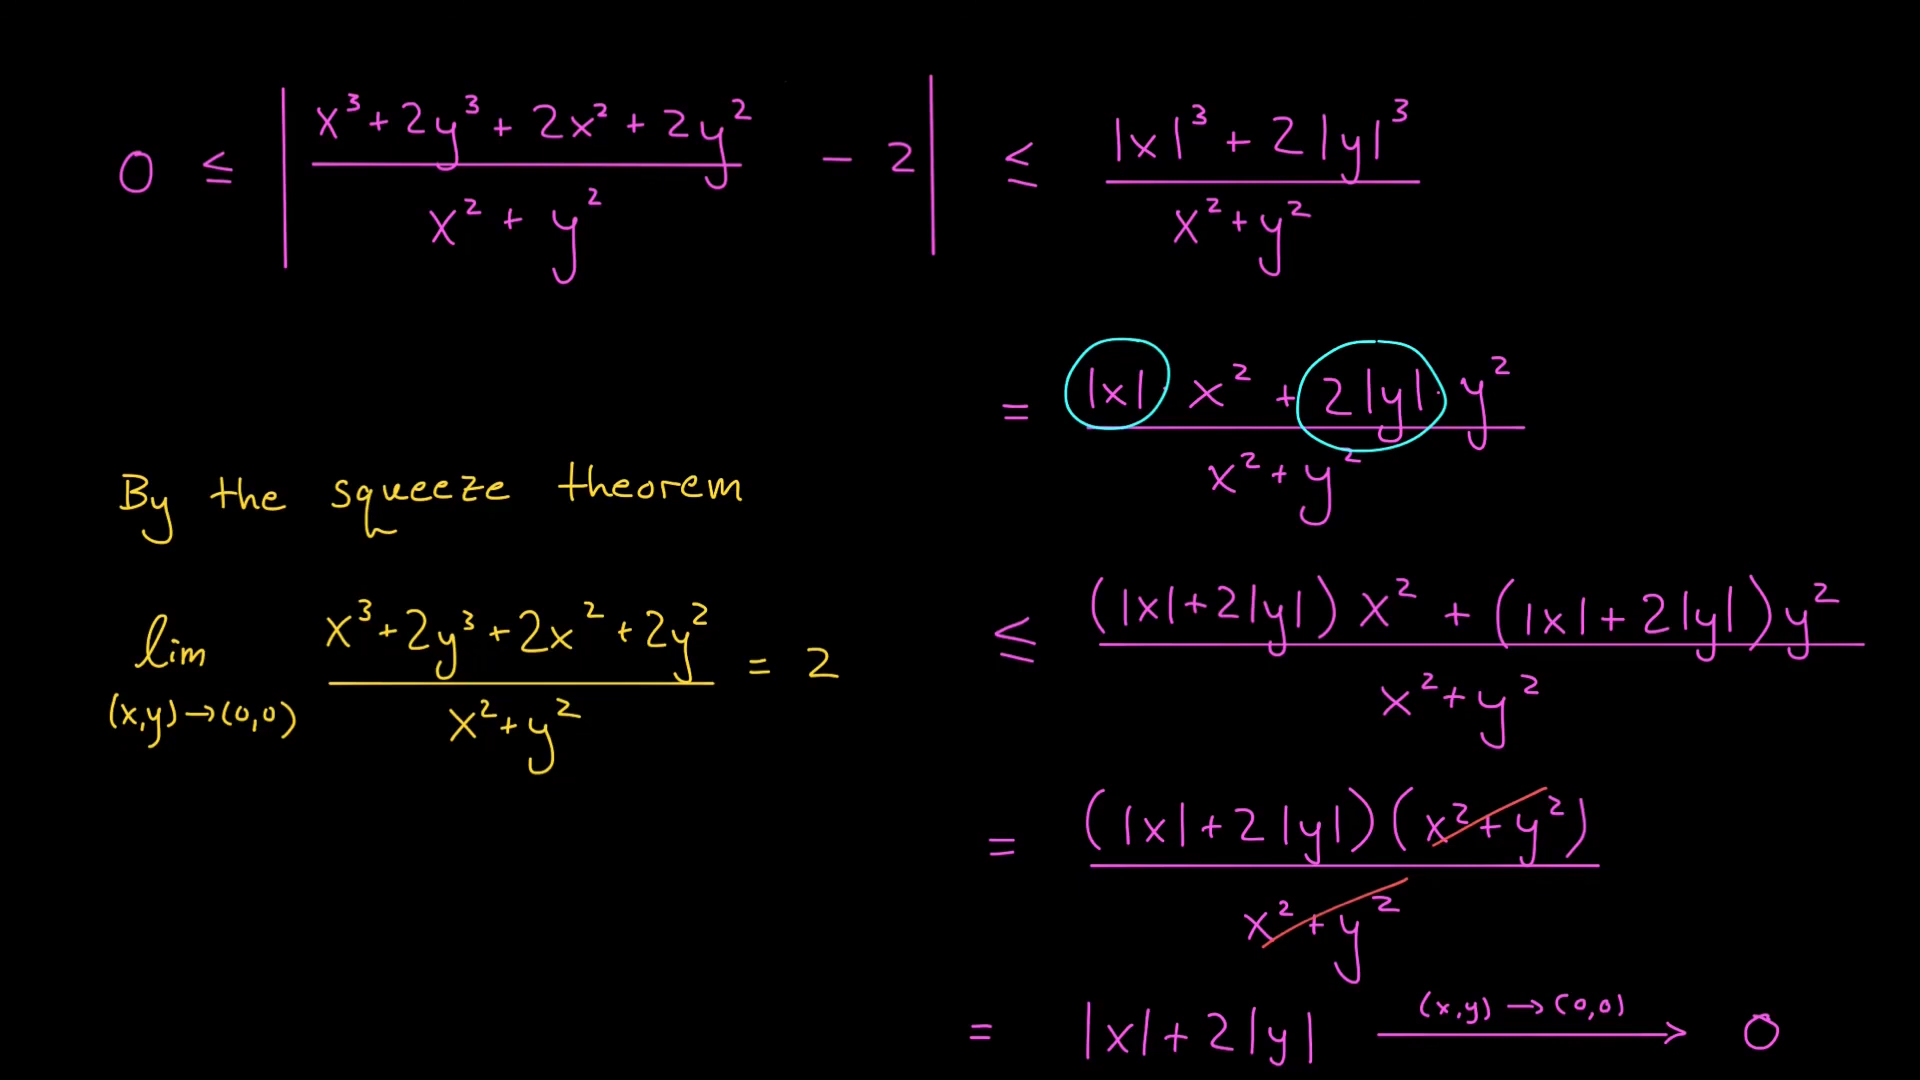 0 ≤ | (x³ + 2y³ + 2x² + 2y²) / (x² + y²) − 2 | ≤ (|x|³ + 2|y|³) / (x² + y²)
= (|x| · x² + 2|y| · y²) / (x² + y²)
≤ ((|x| + 2|y|) x² + (|x| + 2|y|) y²) / (x² + y²)
= ((|x| + 2|y|)(x² + y²)) / (x² + y²)
= |x| + 2|y| (x,y) → (0,0) ⟶ 0
By the squeeze theorem
lim (x,y) → (0,0) (x³ + 2y³ + 2x² + 2y²) / (x² + y²) = 2